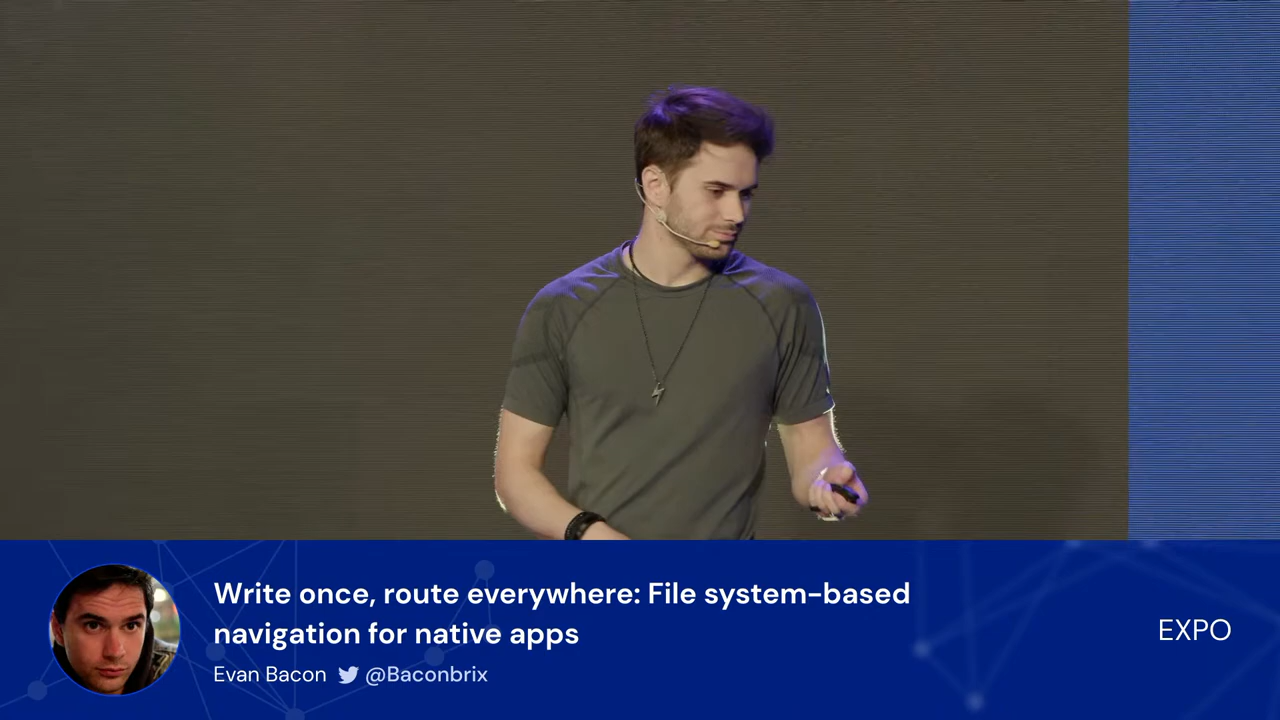 Write once, route everywhere: File system-based
navigation for native apps
Evan Bacon @Baconbrix
EXPO